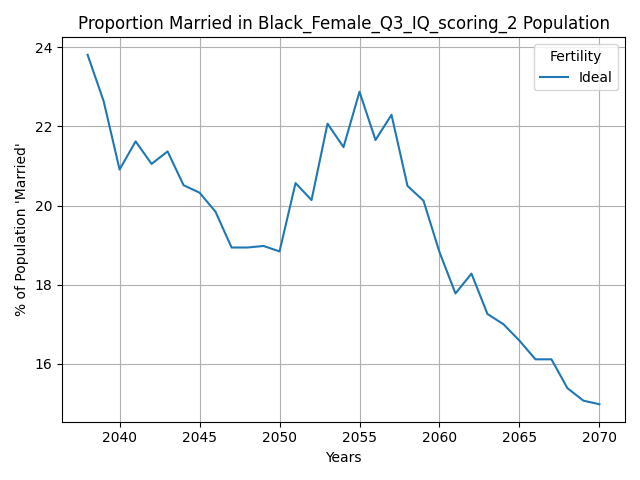 Proportion Married in Black_Female_Q3_IQ_scoring_2 Population
Fertility
Ideal
% of Population 'Married'
24
22
20
18
16
2040 2045 2050 2055 2060 2065 2070
Years